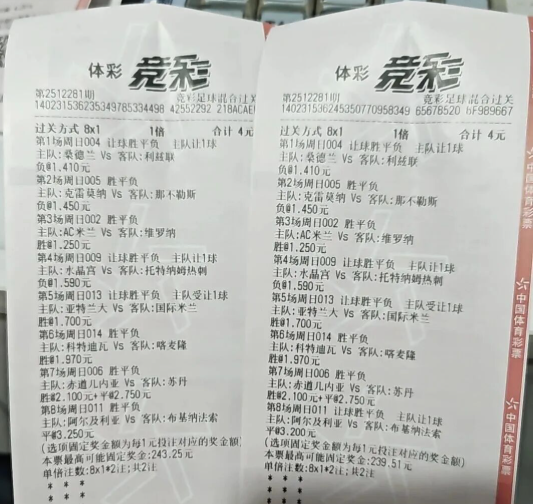 体彩 竞彩
第2512281期 竞彩足球混合过关
140231536235349785334498 42552292 218ACAE
过关方式 8x1 1倍 合计 4元
第1场周日004 让球胜平负 主队让1球
主队:桑德兰 Vs 客队:利兹联
负@1.410元
第2场周日005 胜平负
主队:克雷莫纳 Vs 客队:那不勒斯
负@1.450元
第3场周日002 胜平负
主队:AC米兰 Vs 客队:维罗纳
胜@1.250元
第4场周日009 让球胜平负 主队让1球
主队:水晶宫 Vs 客队:托特纳姆热刺
负@1.590元
第5场周日013 让球胜平负 主队受让1球
主队:亚特兰大 Vs 客队:国际米兰
胜@1.700元
第6场周日014 胜平负
主队:科特迪瓦 Vs 客队:喀麦隆
胜@1.970元
第7场周日006 胜平负
主队:赤道几内亚 Vs 客队:苏丹
胜@2.100元+平@2.750元
第8场周日011 胜平负
主队:阿尔及利亚 Vs 客队:布基纳法索
平@3.250元
(选项固定奖金额为每1元投注对应的奖金额)
本票最高可能固定奖金:243.25元
单倍注数:8x1*2注;共2注
* * *
* * *
体彩 竞彩
第2512281期 竞彩足球混合过关
140231536245350770958349 65678520 bF989667
过关方式 8x1 1倍 合计 4元
第1场周日004 让球胜平负 主队让1球
主队:桑德兰 Vs 客队:利兹联
负@1.410元
第2场周日005 胜平负
主队:克雷莫纳 Vs 客队:那不勒斯
负@1.450元
第3场周日002 胜平负
主队:AC米兰 Vs 客队:维罗纳
胜@1.250元
第4场周日009 让球胜平负 主队让1球
主队:水晶宫 Vs 客队:托特纳姆热刺
负@1.590元
第5场周日013 让球胜平负 主队受让1球
主队:亚特兰大 Vs 客队:国际米兰
胜@1.700元
第6场周日014 胜平负
主队:科特迪瓦 Vs 客队:喀麦隆
胜@1.970元
第7场周日006 胜平负
主队:赤道几内亚 Vs 客队:苏丹
胜@2.100元+平@2.750元
第8场周日011 让球胜平负 主队让1球
主队:阿尔及利亚 Vs 客队:布基纳法索
平@3.200元
(选项固定奖金额为每1元投注对应的奖金额)
本票最高可能固定奖金:239.51元
单倍注数:8x1*2注;共2注
* * *
* * *
中国体育彩票
中国体育彩票